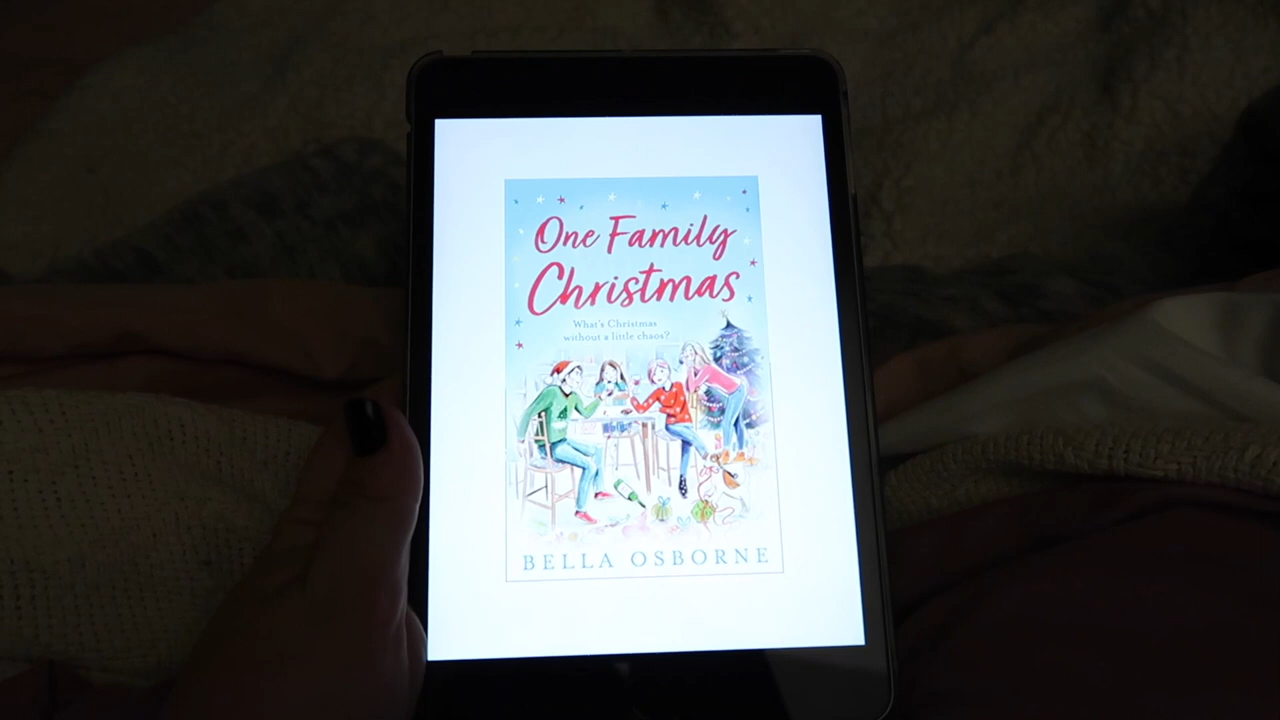 One Family
Christmas
What's Christmas
without a little chaos?
BELLA OSBORNE